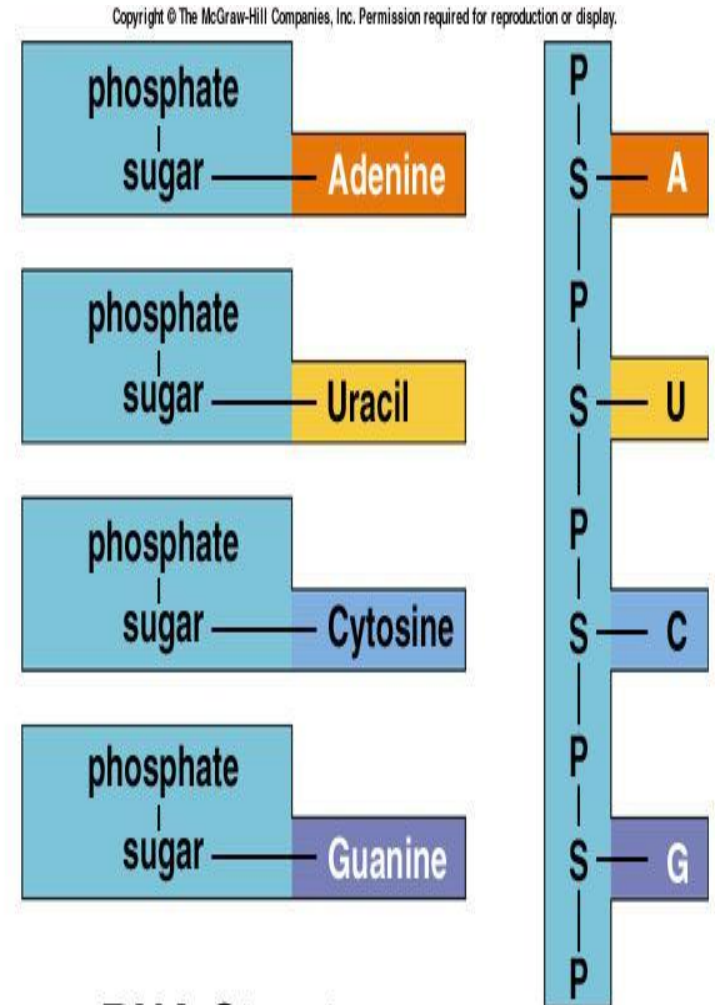 Copyright © The McGraw-Hill Companies, Inc. Permission required for reproduction or display.
phosphate
sugar
Adenine
phosphate
sugar
Uracil
phosphate
sugar
Cytosine
phosphate
sugar
Guanine
P
S
A
P
S
U
P
S
C
P
S
G
P